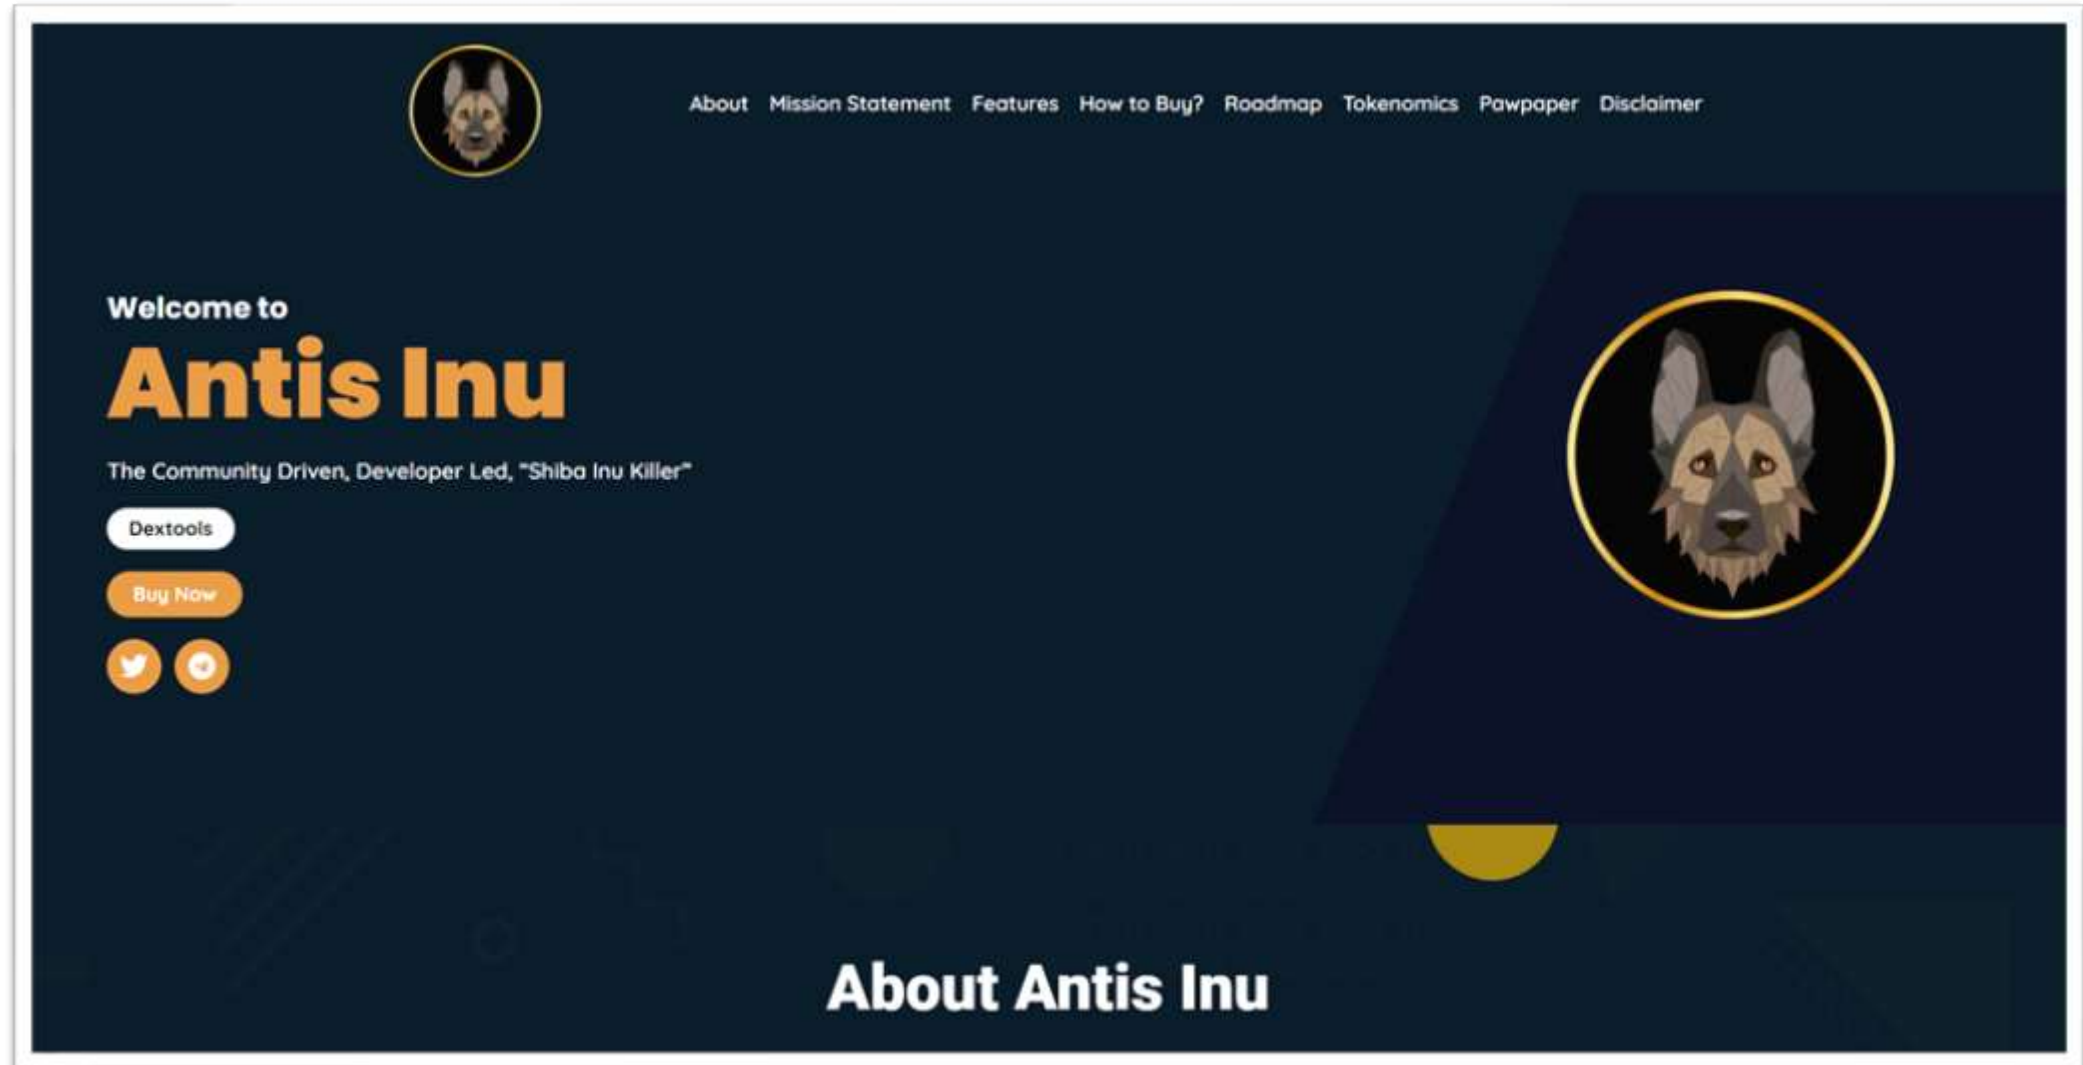 About Mission Statement Features How to Buy? Roadmap Tokenomics Pawpaper Disclaimer
Welcome to
Antis Inu
The Community Driven, Developer Led, "Shiba Inu Killer"
Dextools
Buy Now
About Antis Inu